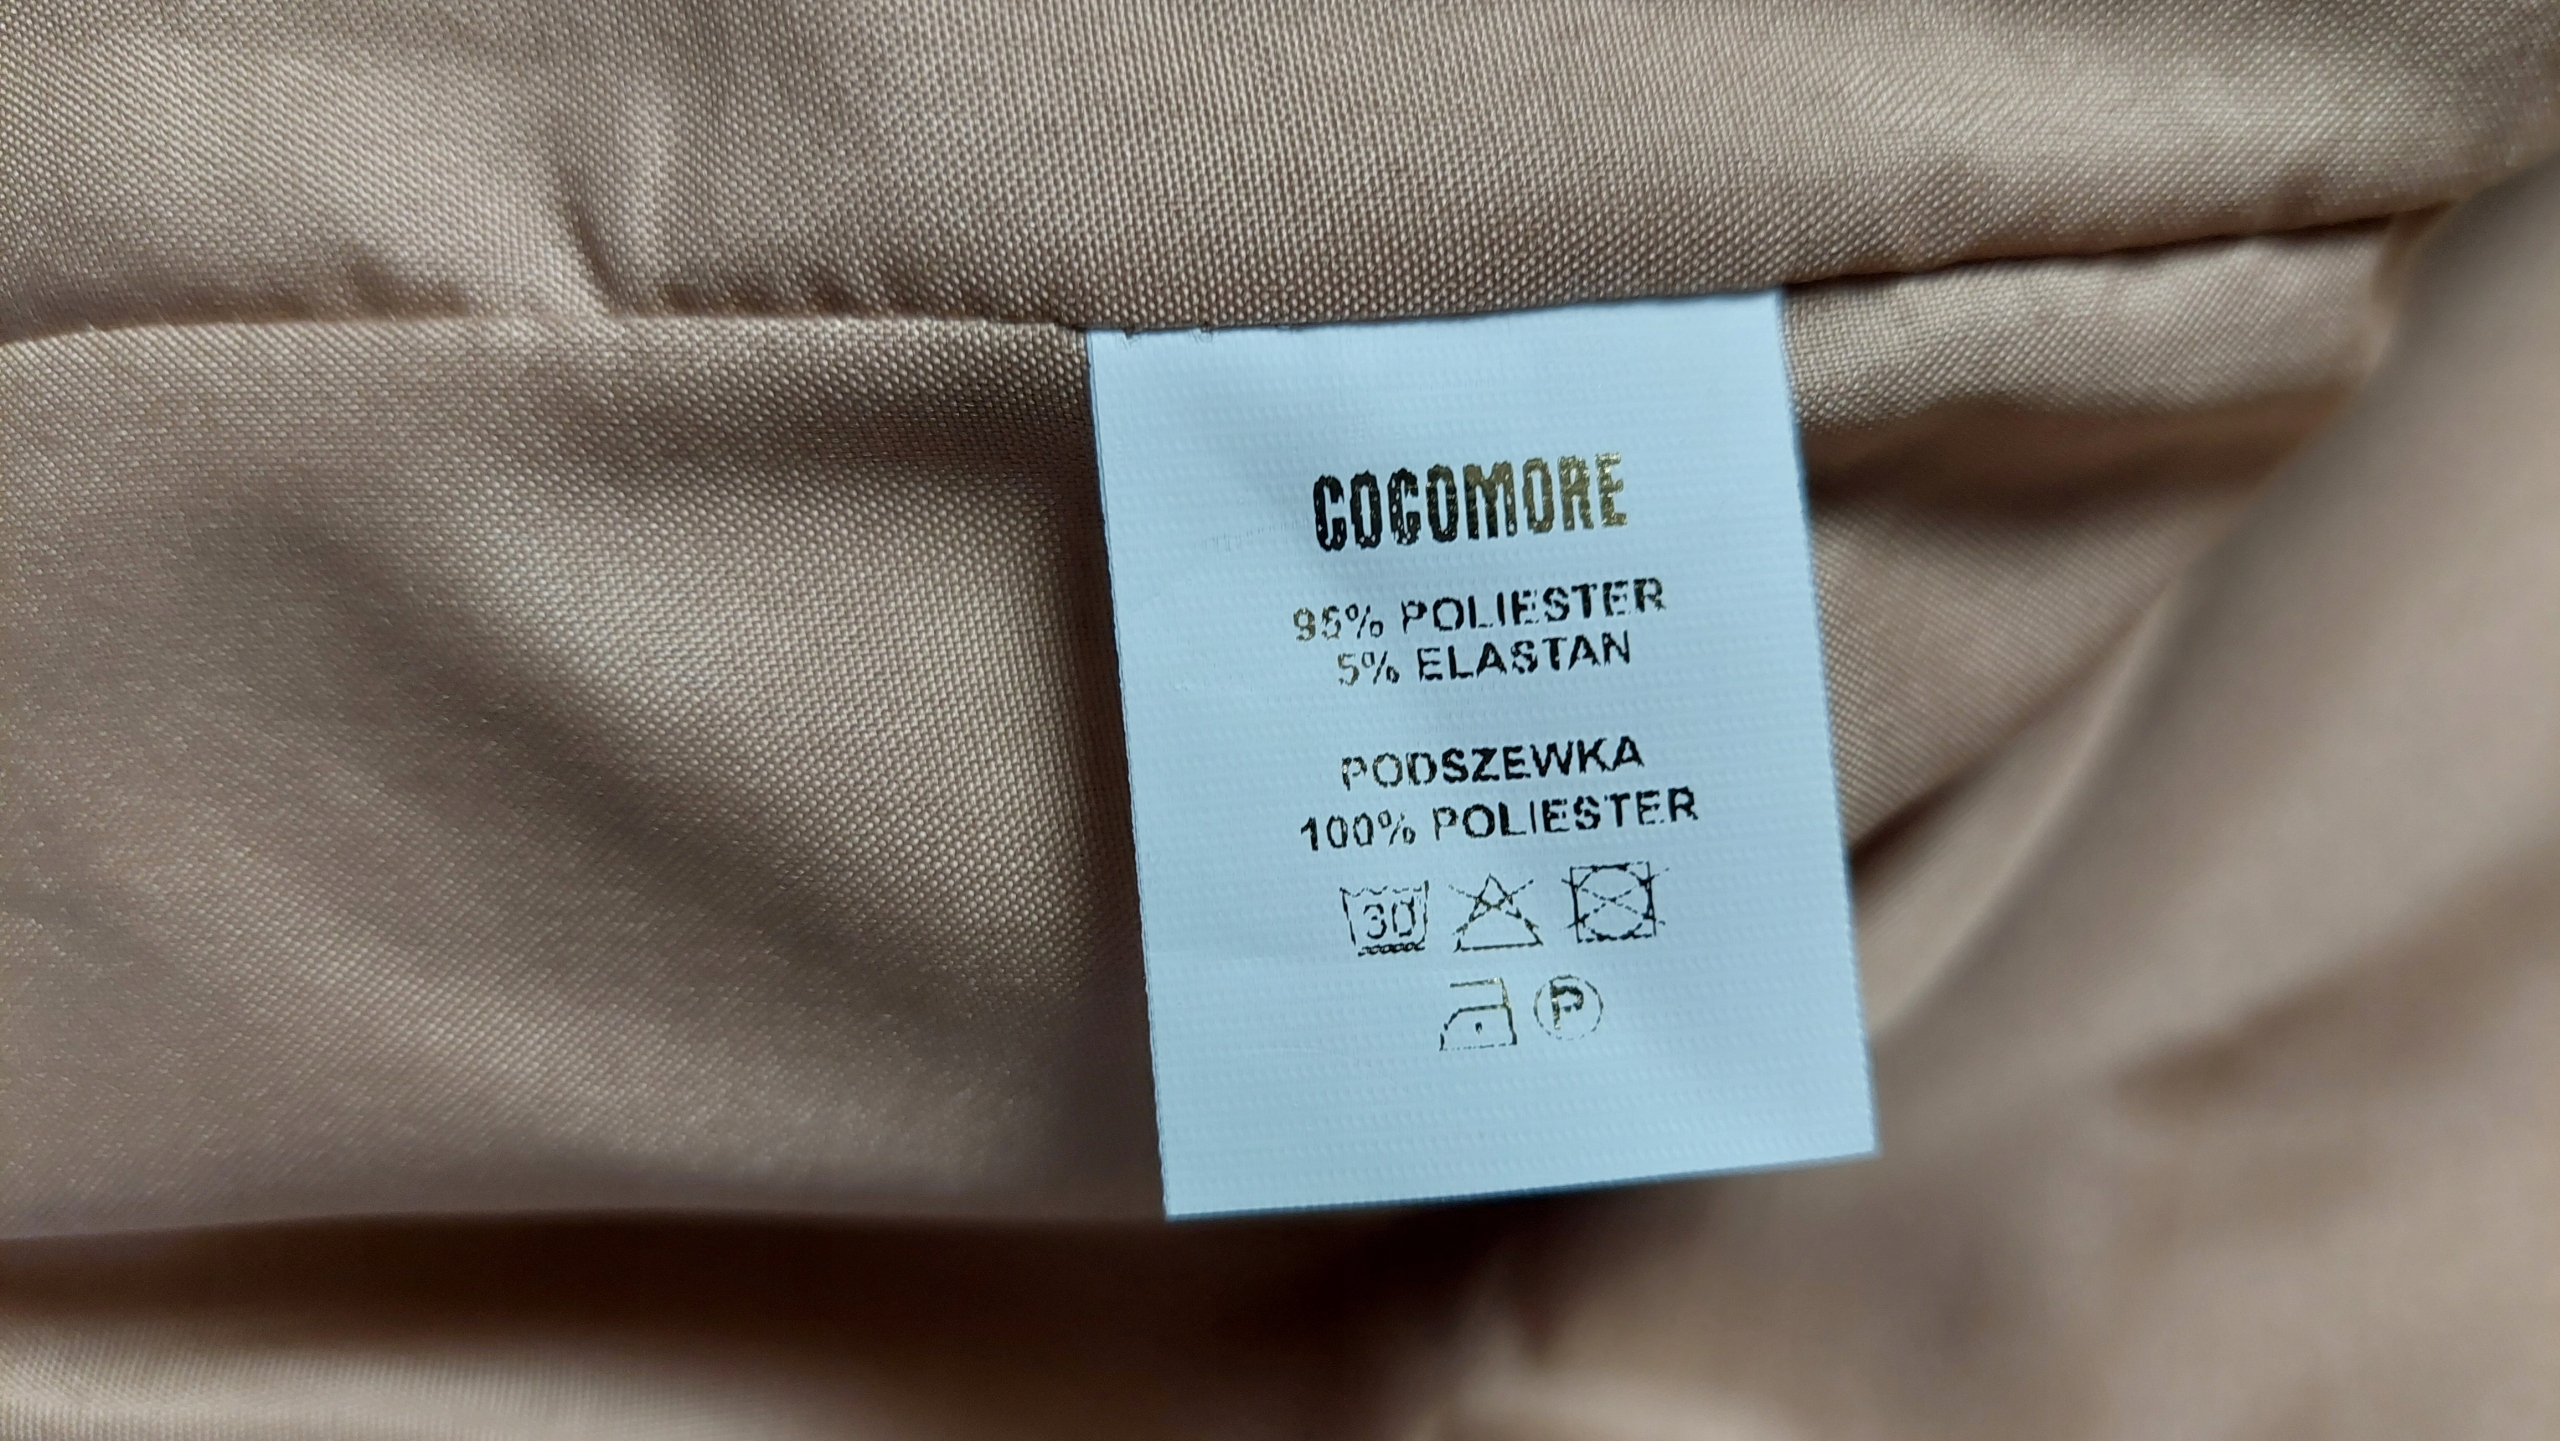 COCOMORE
95% POLIESTER
5% ELASTAN
PODSZEWKA
100% POLIESTER
30
P